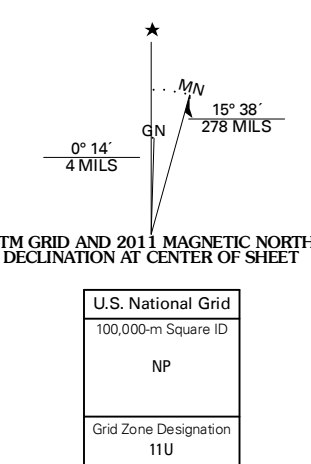 MN
15° 38´
278 MILS
GN
0° 14´
4 MILS
TM GRID AND 2011 MAGNETIC NORTH
DECLINATION AT CENTER OF SHEET
U.S. National Grid
100,000-m Square ID
NP
Grid Zone Designation
11U